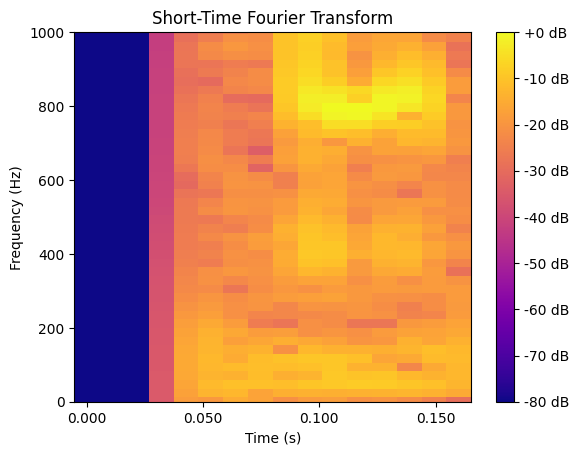 Short-Time Fourier Transform
1000
800
600
400
200
0
Frequency (Hz)
0.000
0.050
0.100
0.150
Time (s)
+0 dB
-10 dB
-20 dB
-30 dB
-40 dB
-50 dB
-60 dB
-70 dB
-80 dB